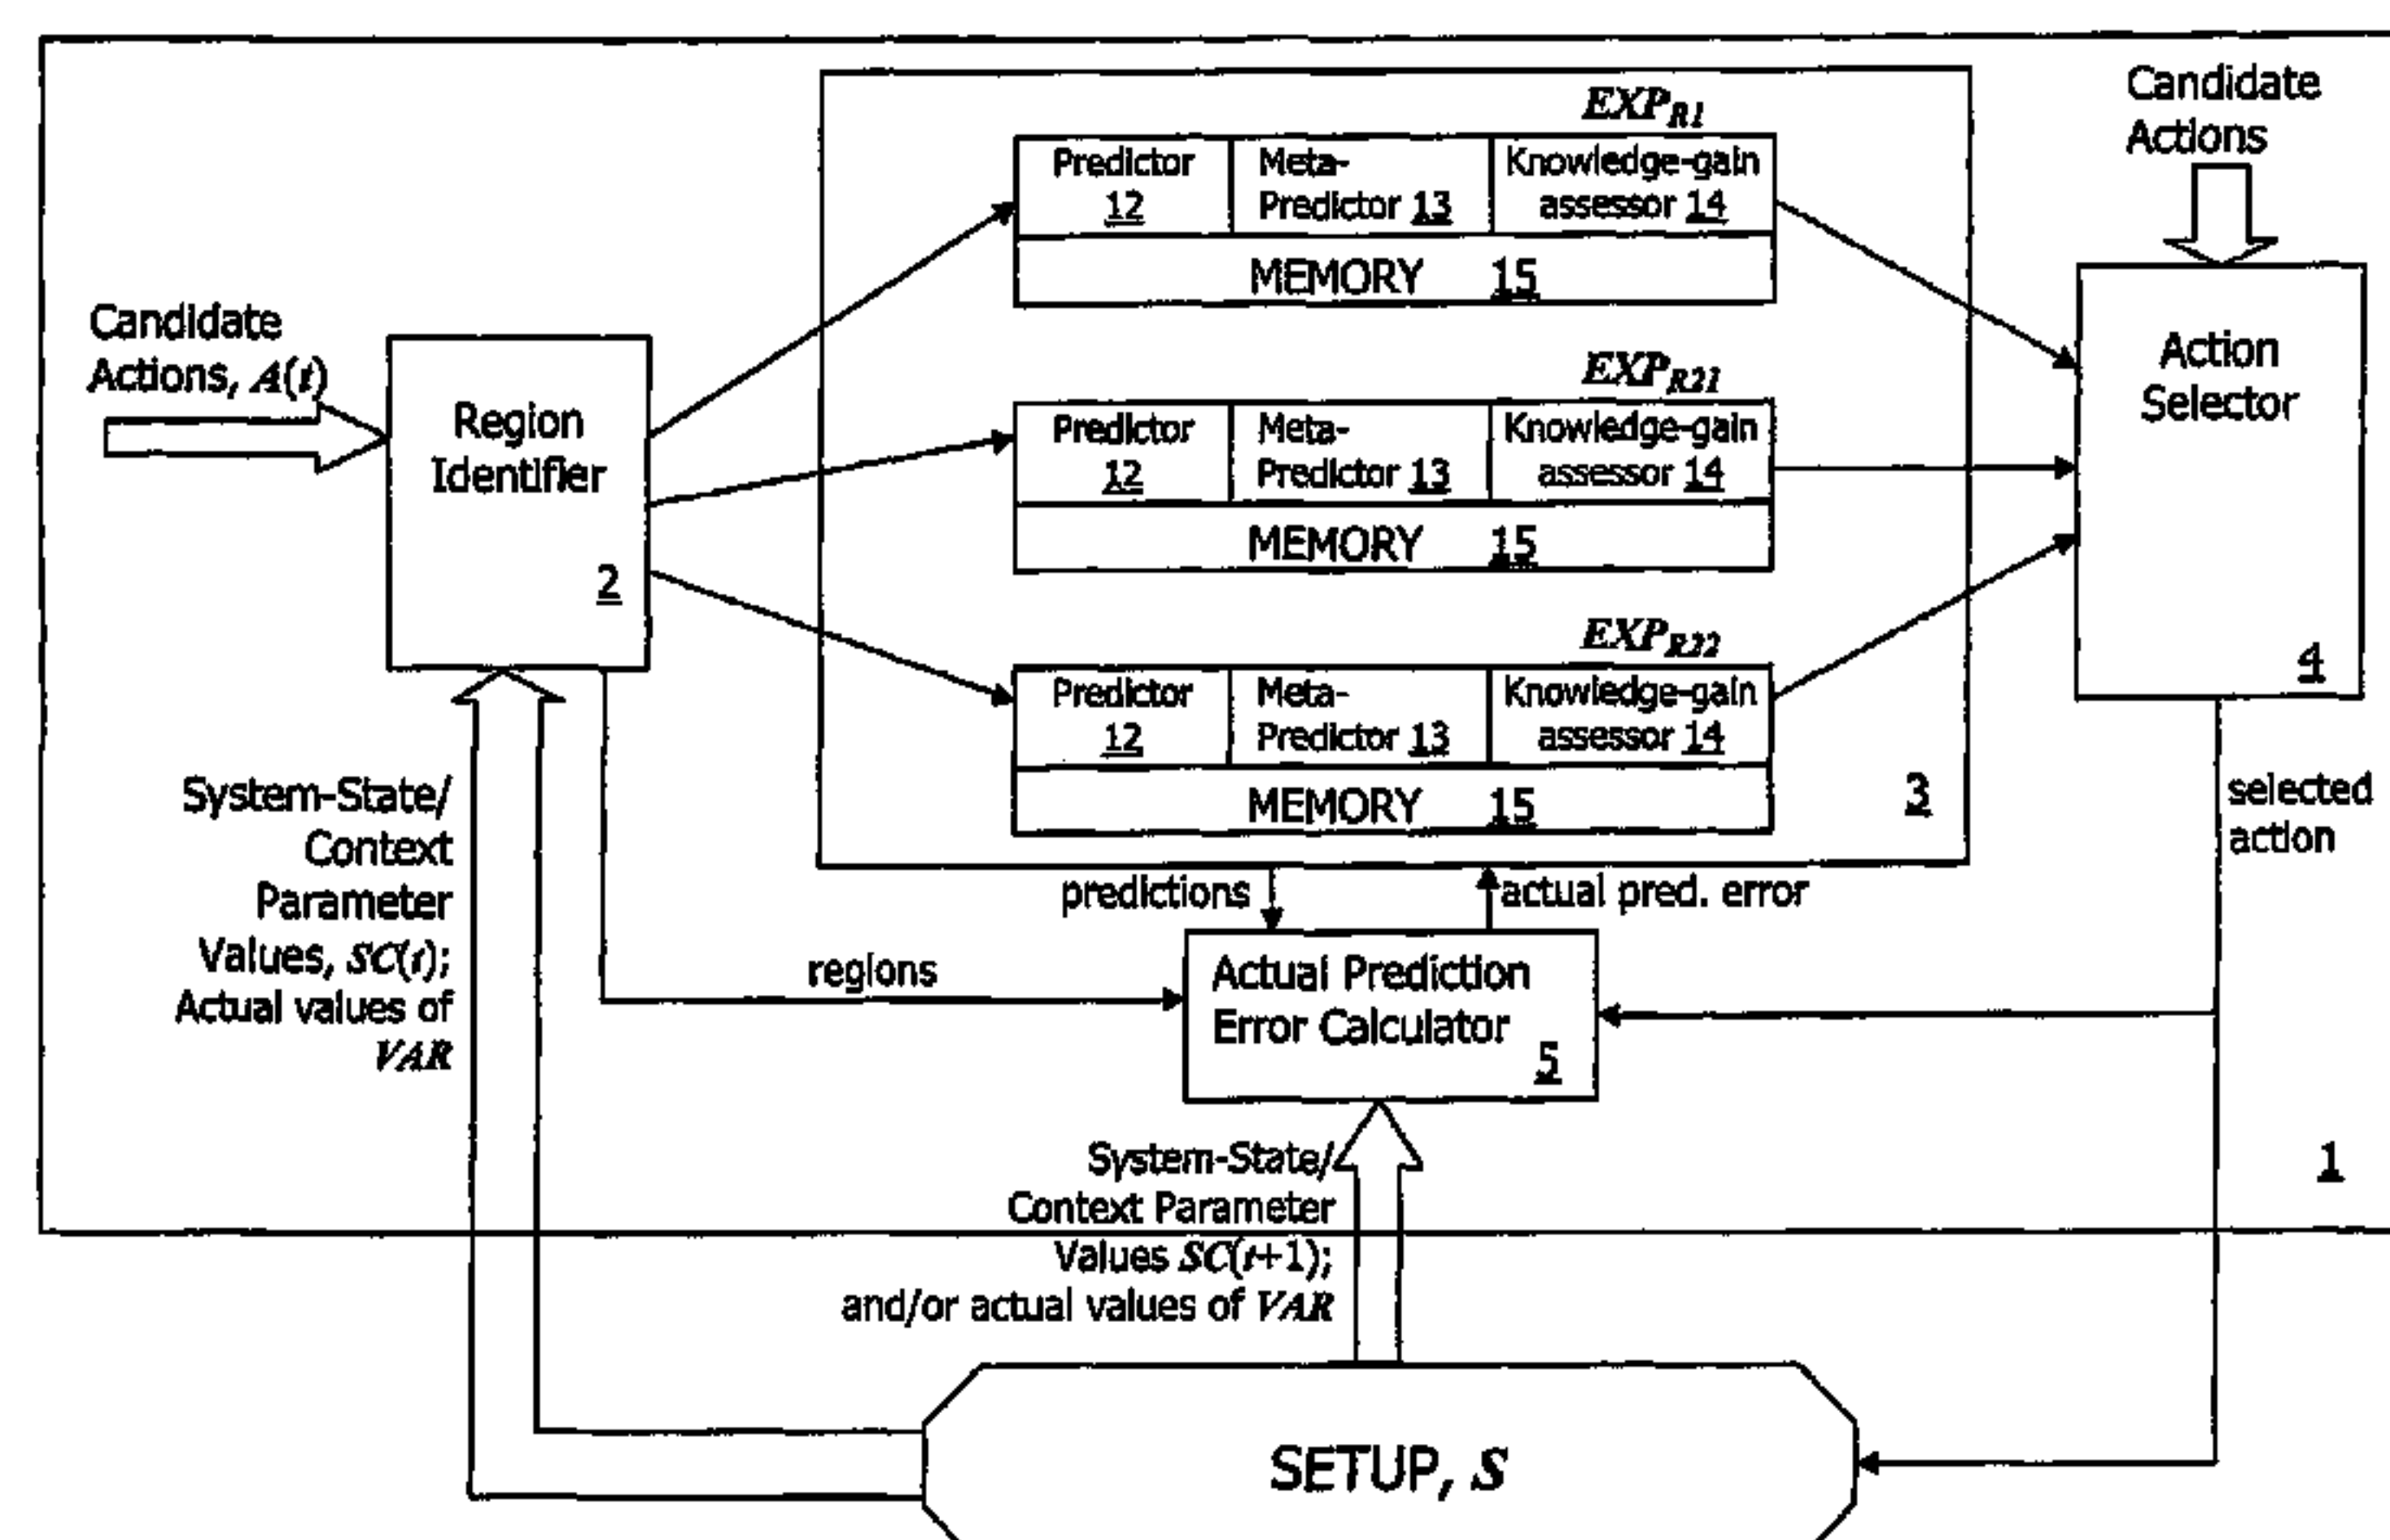 Candidate
Actions, A(t)
Region
Identifier
2
EXP_R1
Predictor
12
Meta-
Predictor 13
Knowledge-gain
assessor 14
MEMORY 15
EXP_R21
Predictor
12
Meta-
Predictor 13
Knowledge-gain
assessor 14
MEMORY 15
EXP_R22
Predictor
12
Meta-
Predictor 13
Knowledge-gain
assessor 14
MEMORY 15
3
Candidate
Actions
Action
Selector
4
selected
action
System-State/
Context
Parameter
Values, SC(t);
Actual values of
VAR
predictions
actual pred. error
regions
Actual Prediction
Error Calculator
5
1
System-State/
Context Parameter
Values SC(t+1);
and/or actual values of VAR
SETUP, S